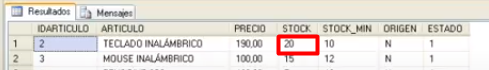 Resultados Mensajes
IDARTICULO ARTICULO PRECIO STOCK STOCK_MIN ORIGEN ESTADO
1 2 TECLADO INALÁMBRICO 190,00 20 10 N 1
2 3 MOUSE INALÁMBRICO 100,00 15 12 N 1